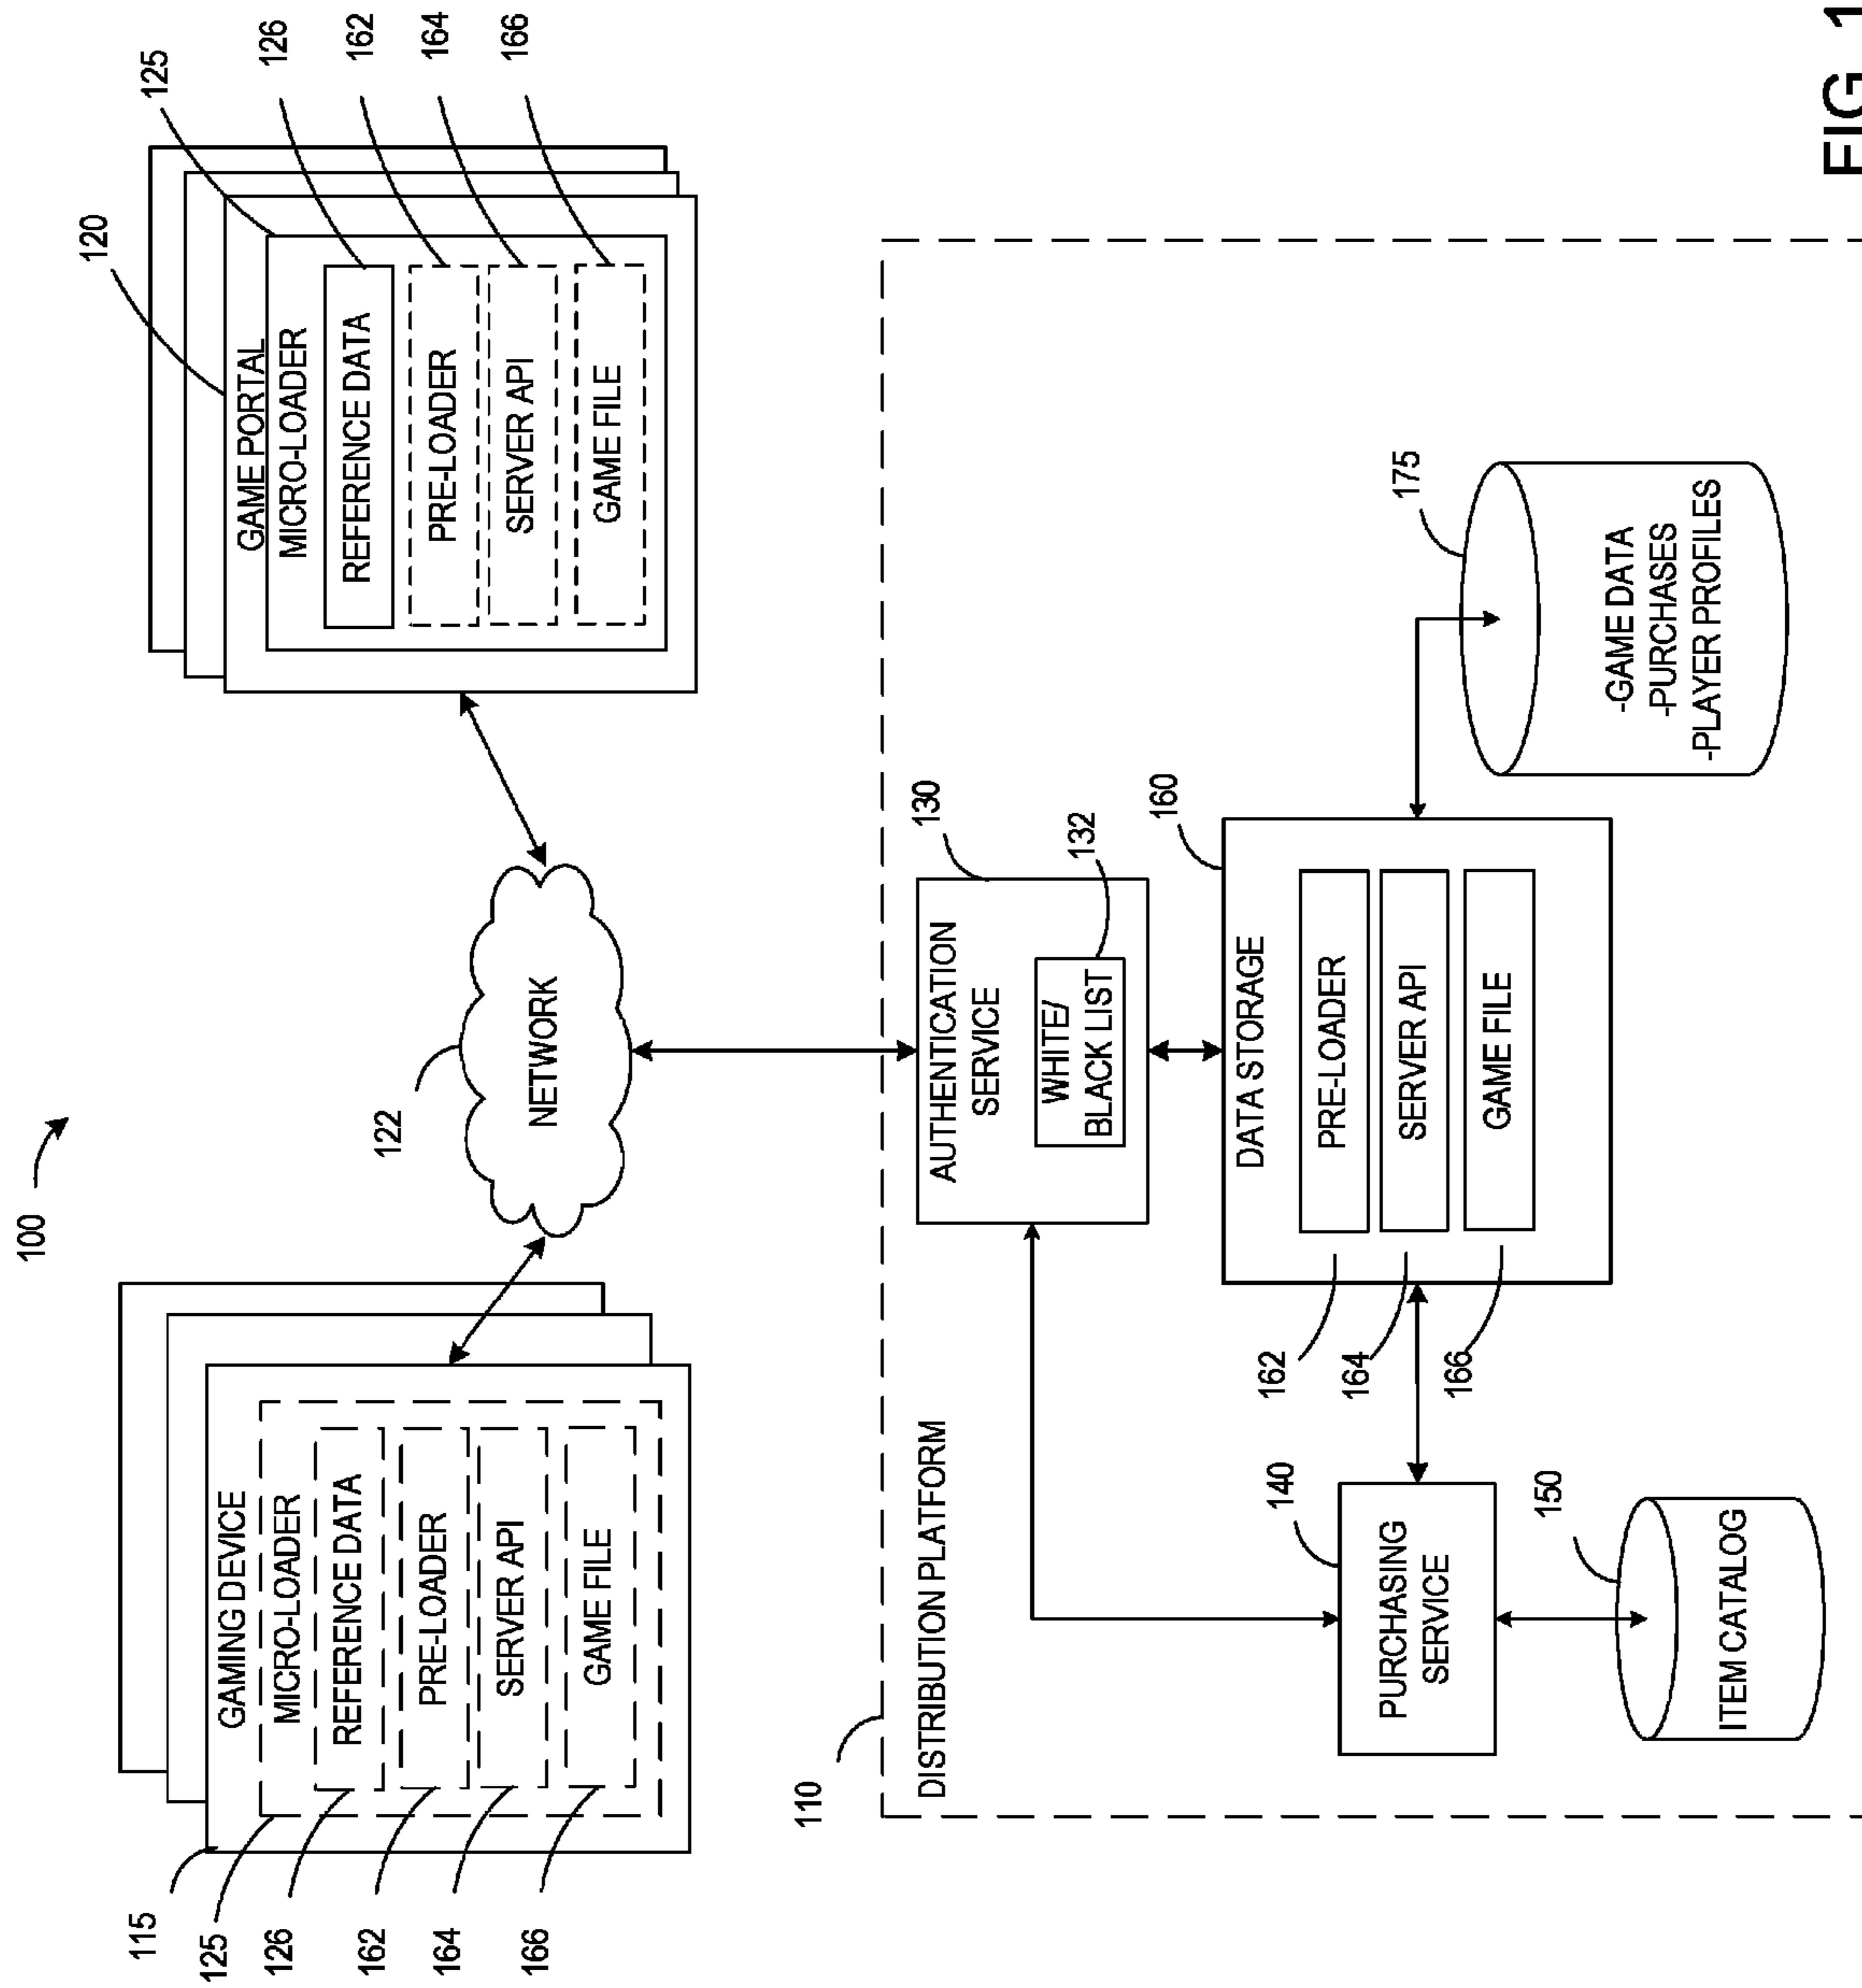 100
GAMING DEVICE
MICRO-LOADER
REFERENCE DATA
PRE-LOADER
SERVER API
GAME FILE
115
125
126
162
164
166
122
NETWORK
120
GAME PORTAL
MICRO-LOADER
REFERENCE DATA
PRE-LOADER
SERVER API
GAME FILE
125
126
162
164
166
110
DISTRIBUTION PLATFORM
AUTHENTICATION
SERVICE
WHITE/
BLACK LIST
130
132
DATA STORAGE
PRE-LOADER
SERVER API
GAME FILE
160
162
164
166
140
PURCHASING
SERVICE
150
ITEM CATALOG
175
-GAME DATA
-PURCHASES
-PLAYER PROFILES
FIG. 1